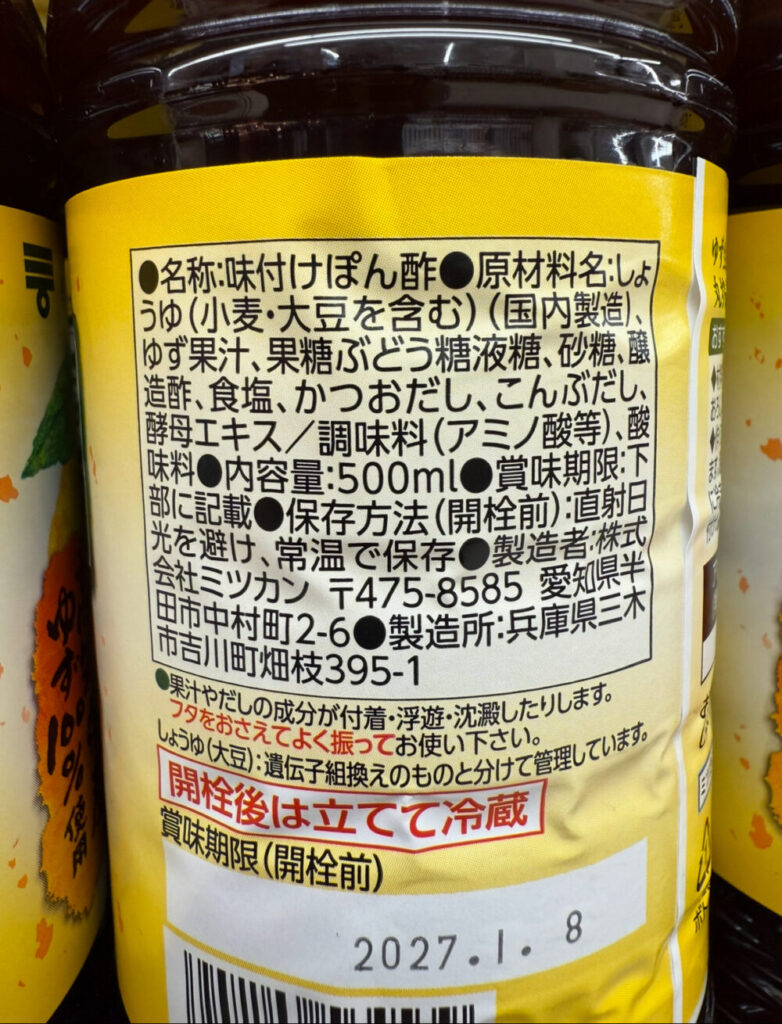 ●名称:味付けぽん酢●原材料名:しょ
うゆ(小麦・大豆を含む)(国内製造)、
ゆず果汁、果糖ぶどう糖液糖、砂糖、醸
造酢、食塩、かつおだし、こんぶだし、
酵母エキス/調味料(アミノ酸等)、酸
味料●内容量:500ml●賞味期限:下
部に記載●保存方法(開栓前):直射日
光を避け、常温で保存●製造者:株式
会社ミツカン 〒475-8585 愛知県半
田市中村町2-6●製造所:兵庫県三木
市吉川町畑枝395-1
●果汁やだしの成分が付着・浮遊・沈澱したりします。
フタをおさえてよく振ってお使い下さい。
しょうゆ(大豆):遺伝子組換えのものと分けて管理しています。
開栓後は立てて冷蔵
賞味期限(開栓前)
2027.1.8
ゆず
100%使用